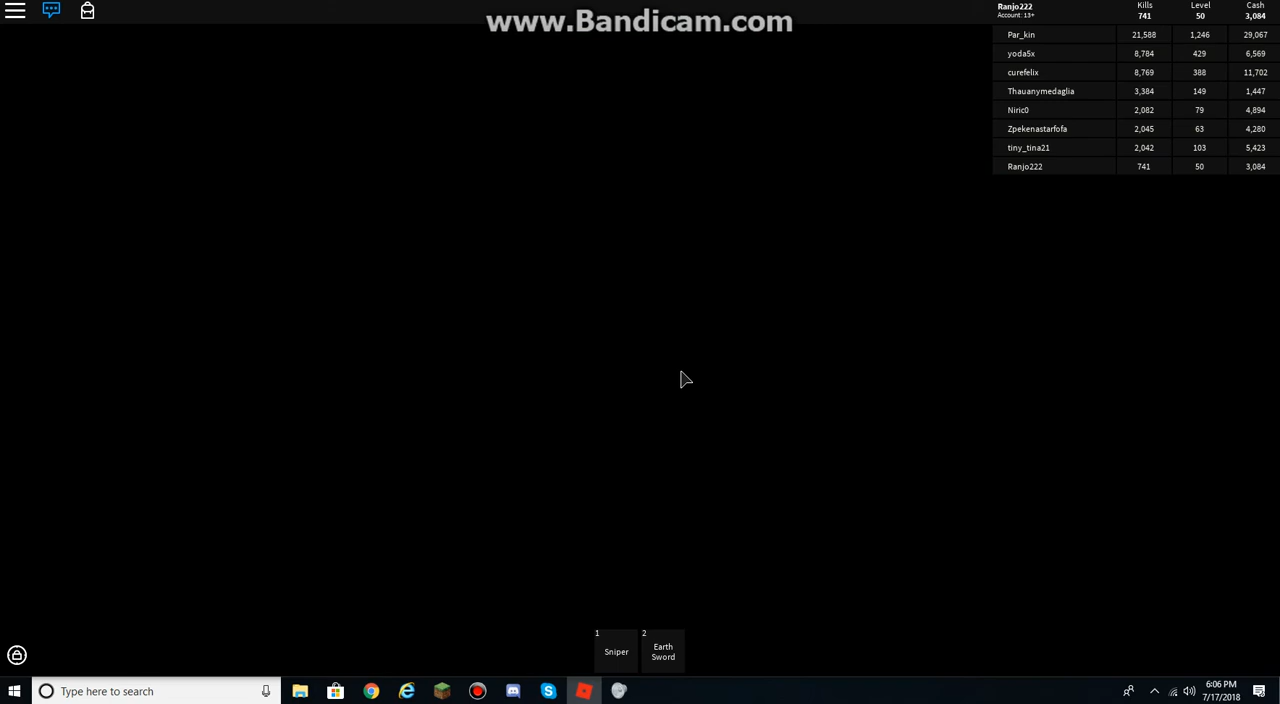 www.Bandicam.com
Ranjo222 Kills Level Cash
Account: 13+ 741 50 3,084
Par_kin 21,588 1,246 29,067
yoda5x 8,784 429 6,569
curefelix 8,769 388 11,702
Thauanymedaglia 3,384 149 1,447
Niric0 2,082 79 4,894
Zpekenastarfofa 2,045 63 4,280
tiny_tina21 2,042 103 5,423
Ranjo222 741 50 3,084
1 2
Sniper
Earth
Sword
Type here to search
6:06 PM
7/17/2018